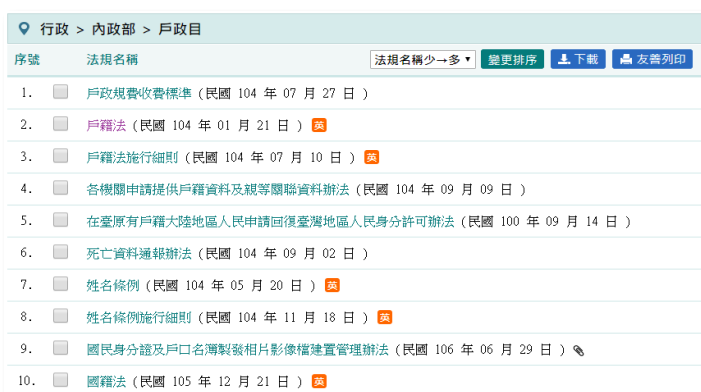 行政 > 內政部 > 戶政目
序號 法規名稱 法規名稱少→多 變更排序 下載 友善列印
1. 戶政規費收費標準 (民國 104 年 07 月 27 日 )
2. 戶籍法 (民國 104 年 01 月 21 日 ) 英
3. 戶籍法施行細則 (民國 104 年 07 月 10 日 ) 英
4. 各機關申請提供戶籍資料及親等關聯資料辦法 (民國 104 年 09 月 09 日 )
5. 在臺原有戶籍大陸地區人民申請回復臺灣地區人民身分許可辦法 (民國 100 年 09 月 14 日 )
6. 死亡資料通報辦法 (民國 104 年 09 月 02 日 )
7. 姓名條例 (民國 104 年 05 月 20 日 ) 英
8. 姓名條例施行細則 (民國 104 年 11 月 18 日 ) 英
9. 國民身分證及戶口名簿製發相片影像檔建置管理辦法 (民國 106 年 06 月 29 日 )
10. 國籍法 (民國 105 年 12 月 21 日 ) 英